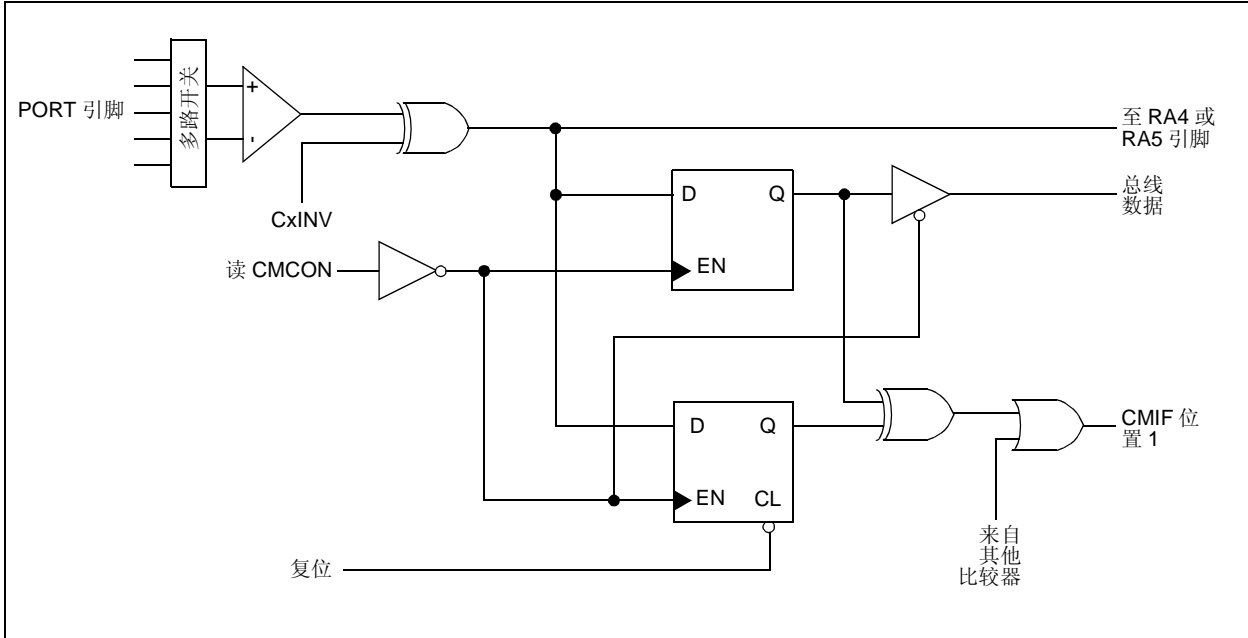 PORT 引脚
多路开关
+
-
CxINV
至 RA4 或
RA5 引脚
D
Q
EN
总线
数据
读 CMCON
D
Q
EN
CL
CMIF 位
置 1
来自
其他
比较器
复位